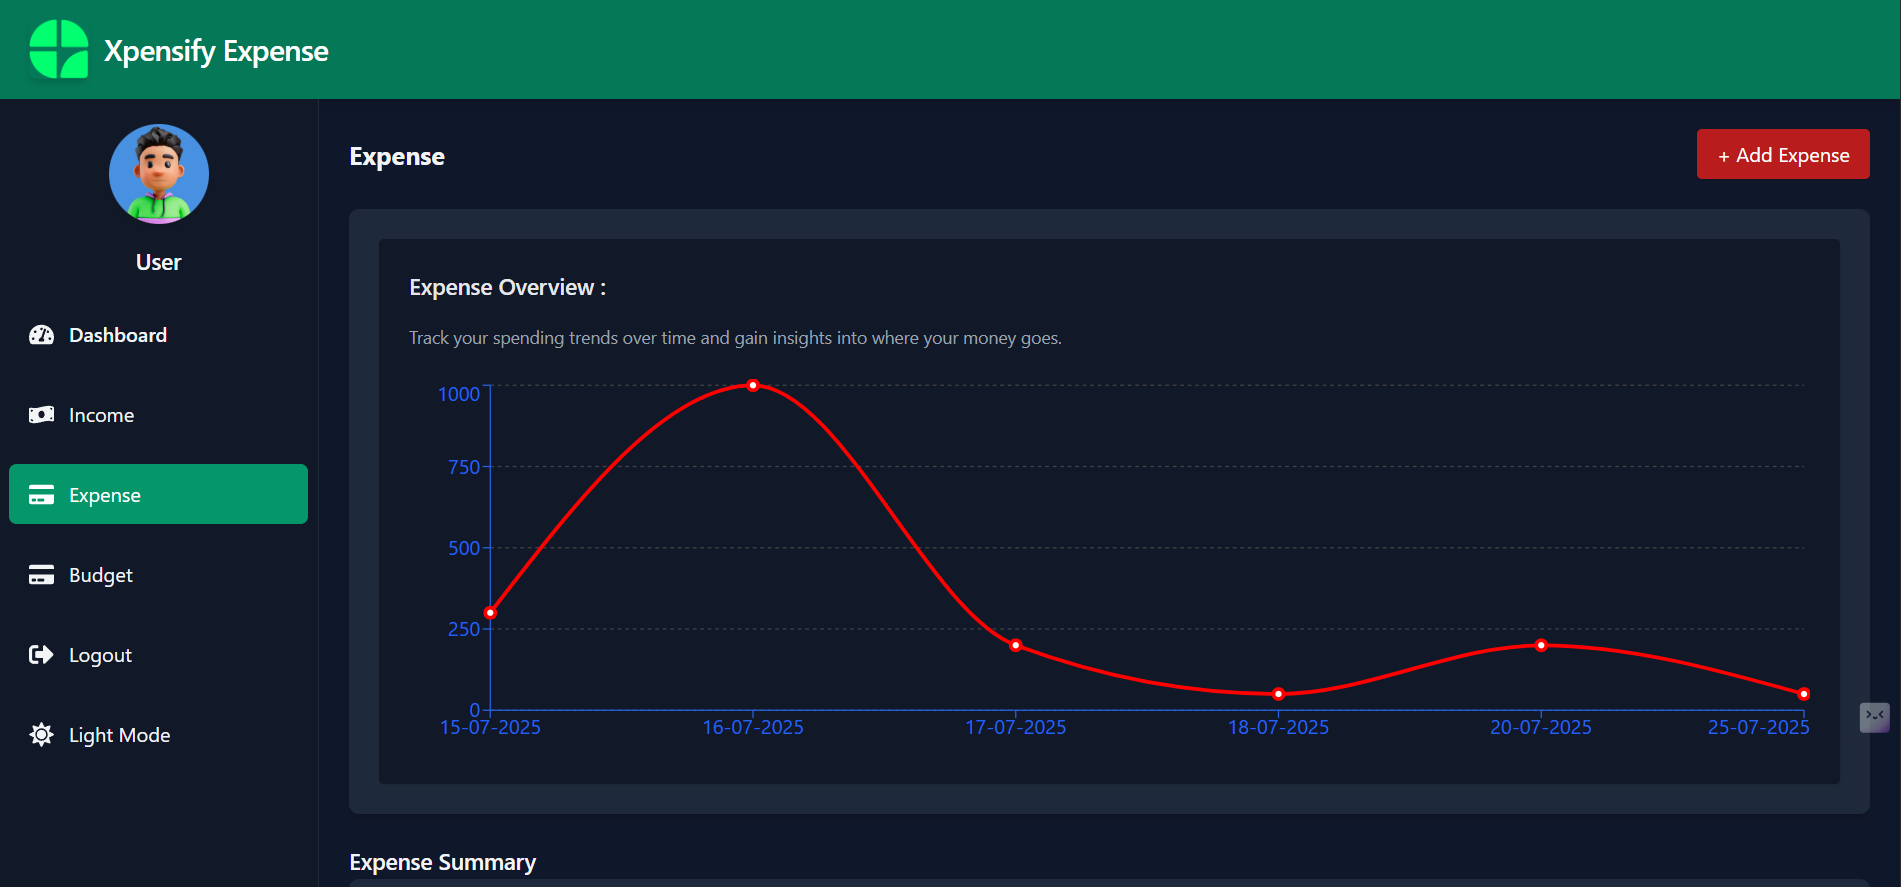 Xpensify Expense
User
Dashboard
Income
Expense
Budget
Logout
Light Mode
Expense
+ Add Expense
Expense Overview :
Track your spending trends over time and gain insights into where your money goes.
1000
750
500
250
0
15-07-2025 16-07-2025 17-07-2025 18-07-2025 20-07-2025 25-07-2025
Expense Summary